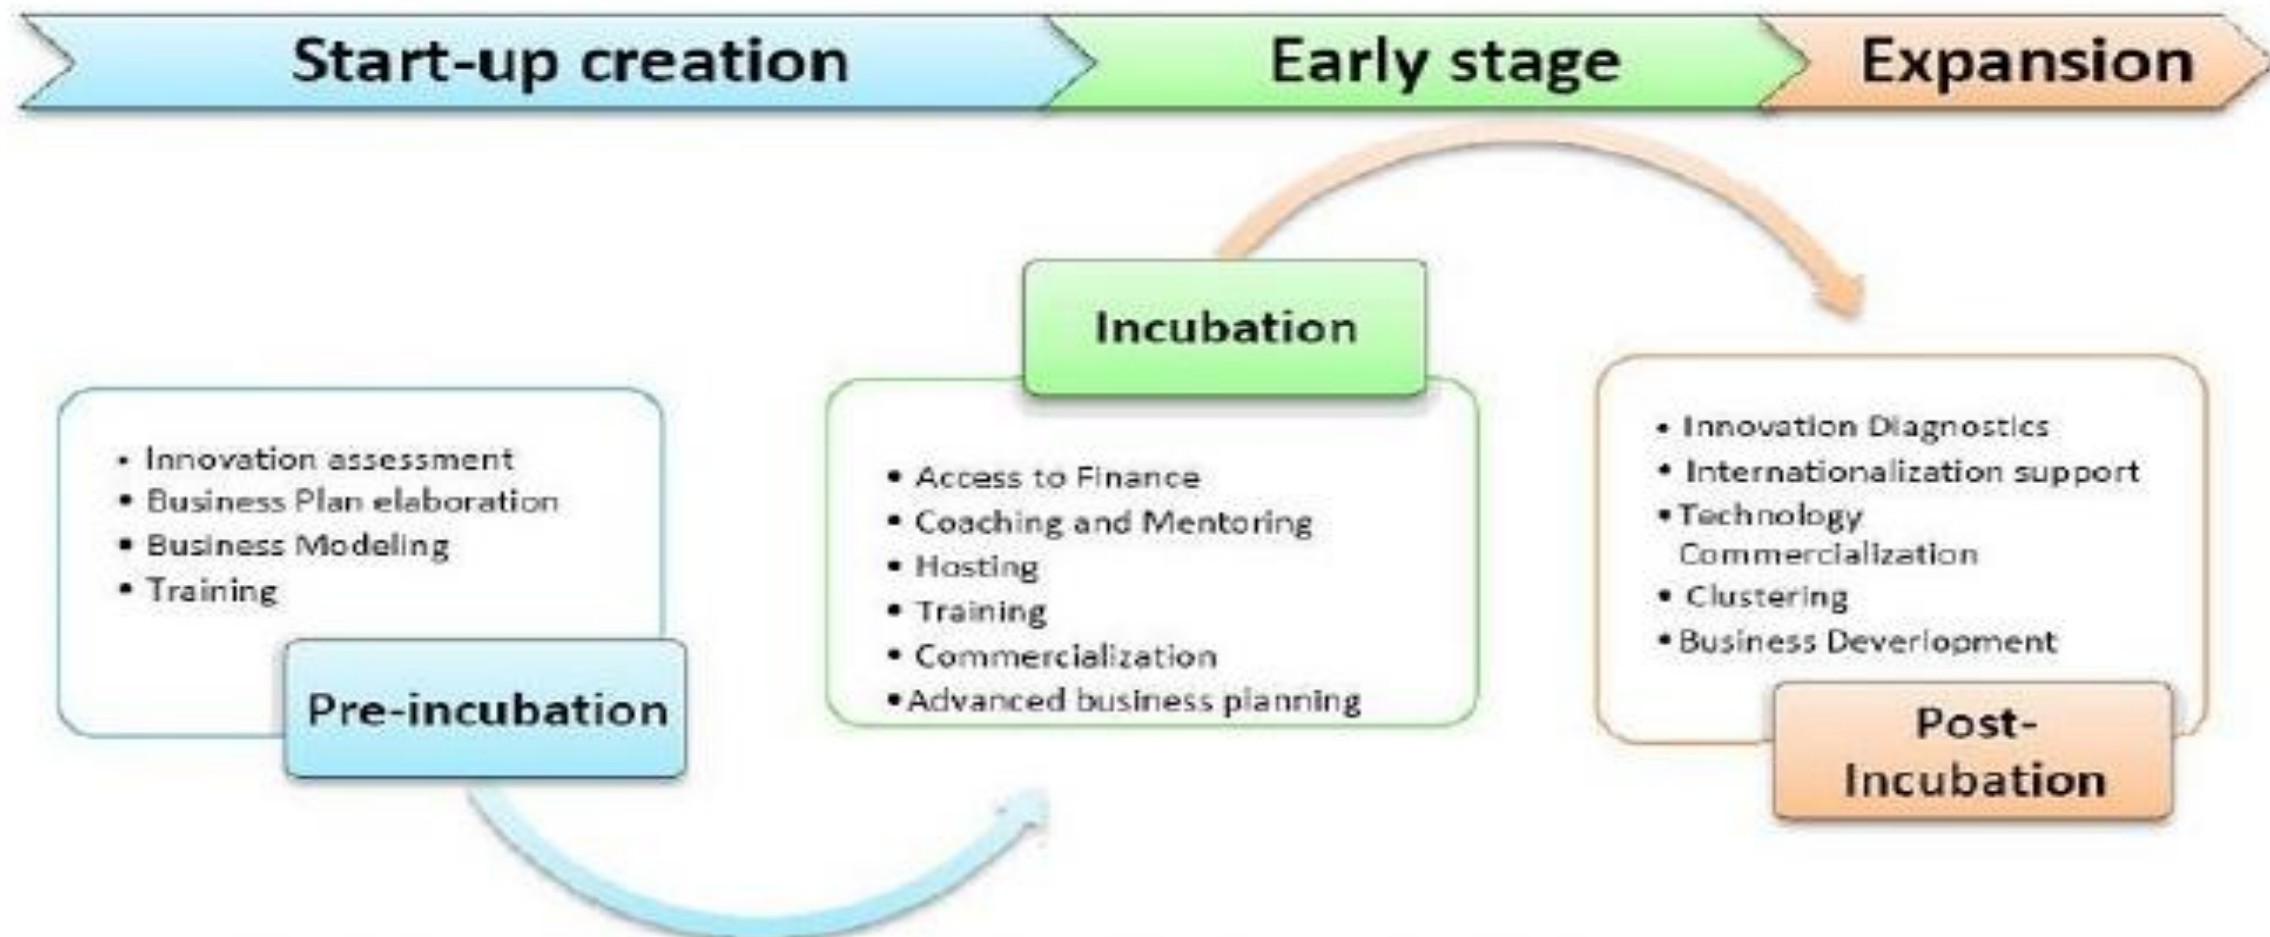 Start-up creation
Early stage
Expansion
• Innovation assessment
• Business Plan elaboration
• Business Modeling
• Training
Pre-incubation
Incubation
• Access to Finance
• Coaching and Mentoring
• Hosting
• Training
• Commercialization
• Advanced business planning
• Innovation Diagnostics
• Internationalization support
• Technology
Commercialization
• Clustering
• Business Deverlopment
Post-
Incubation